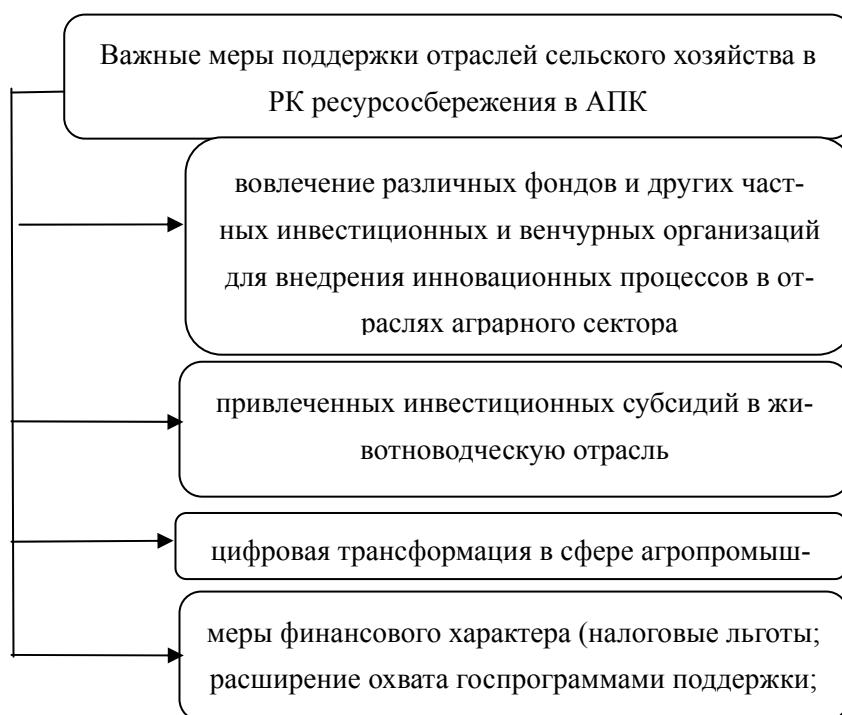 Важные меры поддержки отраслей сельского хозяйства в
РК ресурсосбережения в АПК
вовлечение различных фондов и других част-
ных инвестиционных и венчурных организаций
для внедрения инновационных процессов в от-
раслях аграрного сектора
привлеченных инвестиционных субсидий в жи-
вотноводческую отрасль
цифровая трансформация в сфере агропромыш-
меры финансового характера (налоговые льготы;
расширение охвата госпрограммами поддержки;